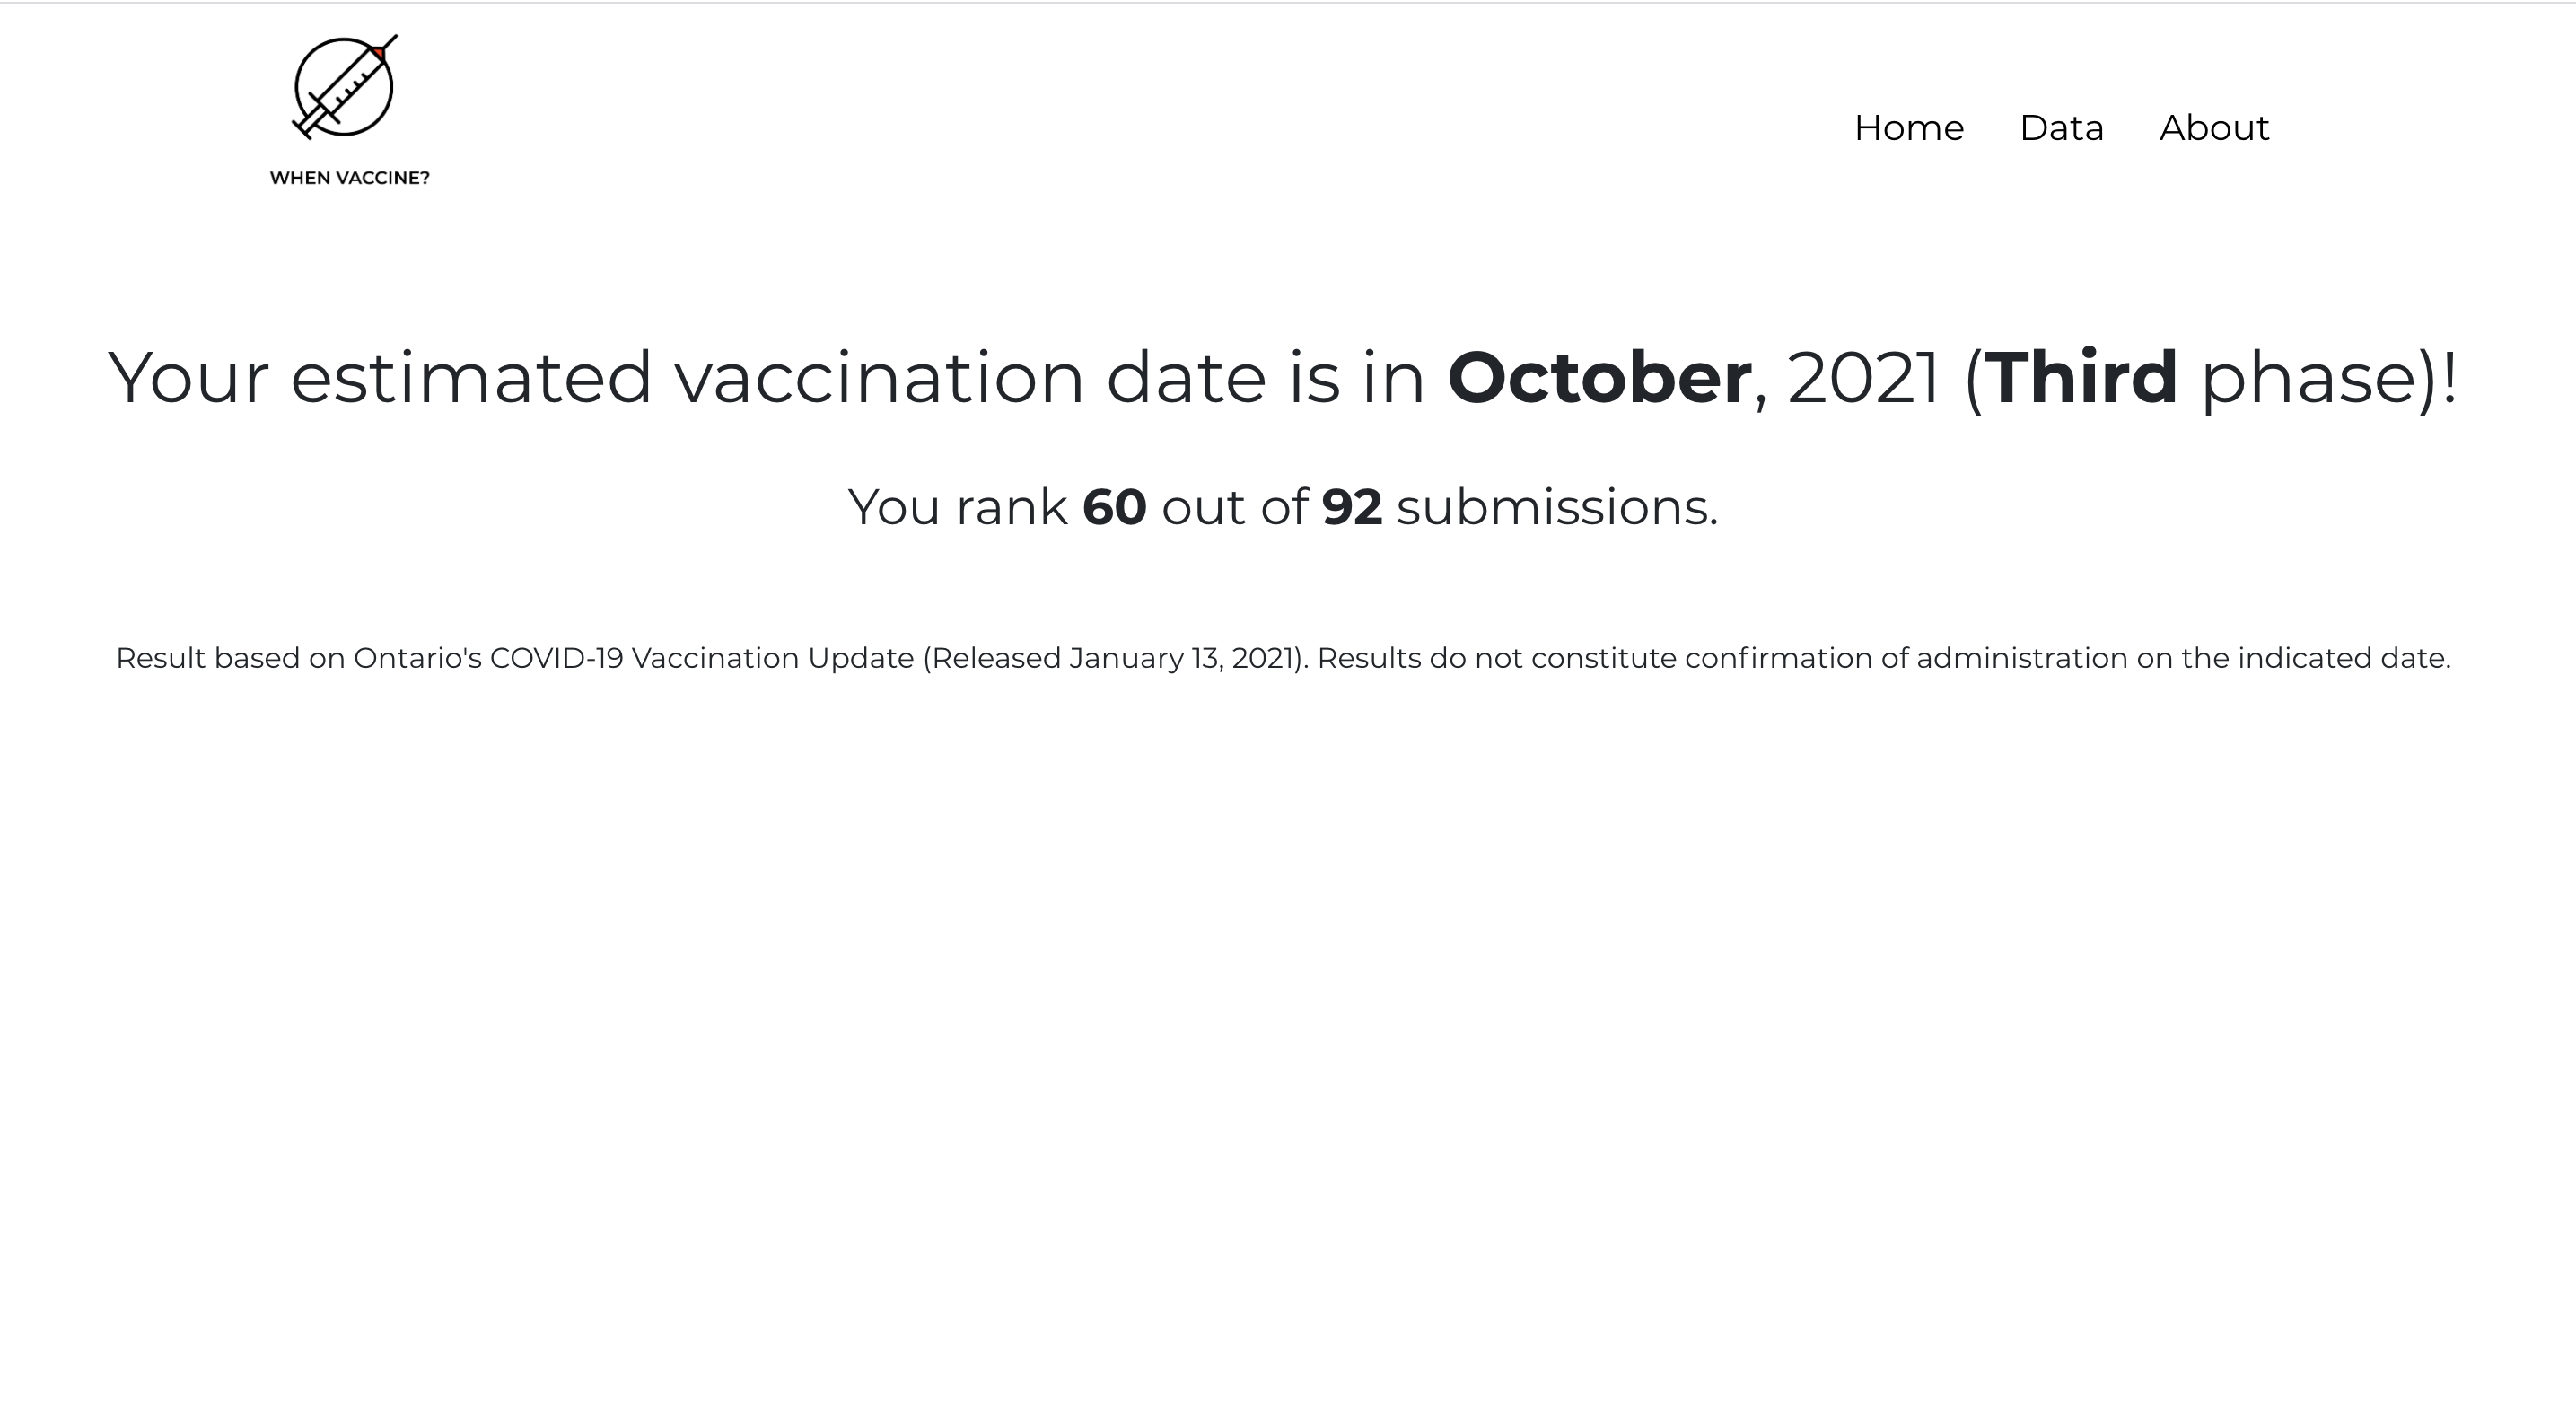 WHEN VACCINE?
Home Data About
Your estimated vaccination date is in October, 2021 (Third phase)!
You rank 60 out of 92 submissions.
Result based on Ontario's COVID-19 Vaccination Update (Released January 13, 2021). Results do not constitute confirmation of administration on the indicated date.